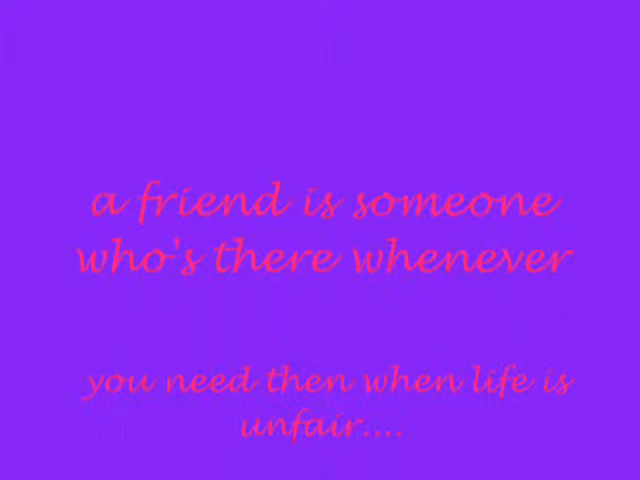 a friend is someone
who's there whenever
you need then when life is
unfair....